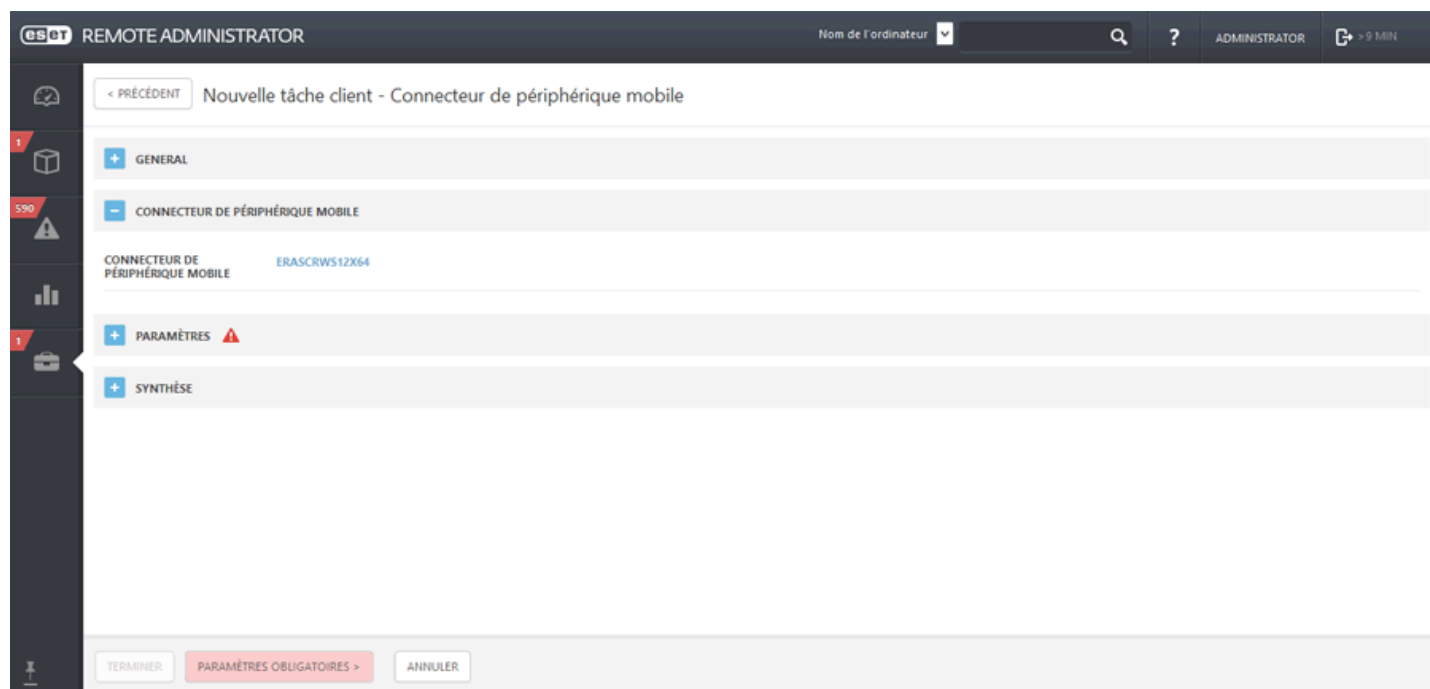 eset REMOTE ADMINISTRATOR
Nom de l'ordinateur
?
ADMINISTRATOR
>9 MIN
< PRÉCÉDENT
Nouvelle tâche client - Connecteur de périphérique mobile
1
590
1
+ GENERAL
− CONNECTEUR DE PÉRIPHÉRIQUE MOBILE
CONNECTEUR DE
PÉRIPHÉRIQUE MOBILE
ERASCRWS12X64
+ PARAMÈTRES
+ SYNTHÈSE
TERMINER
PARAMÈTRES OBLIGATOIRES >
ANNULER